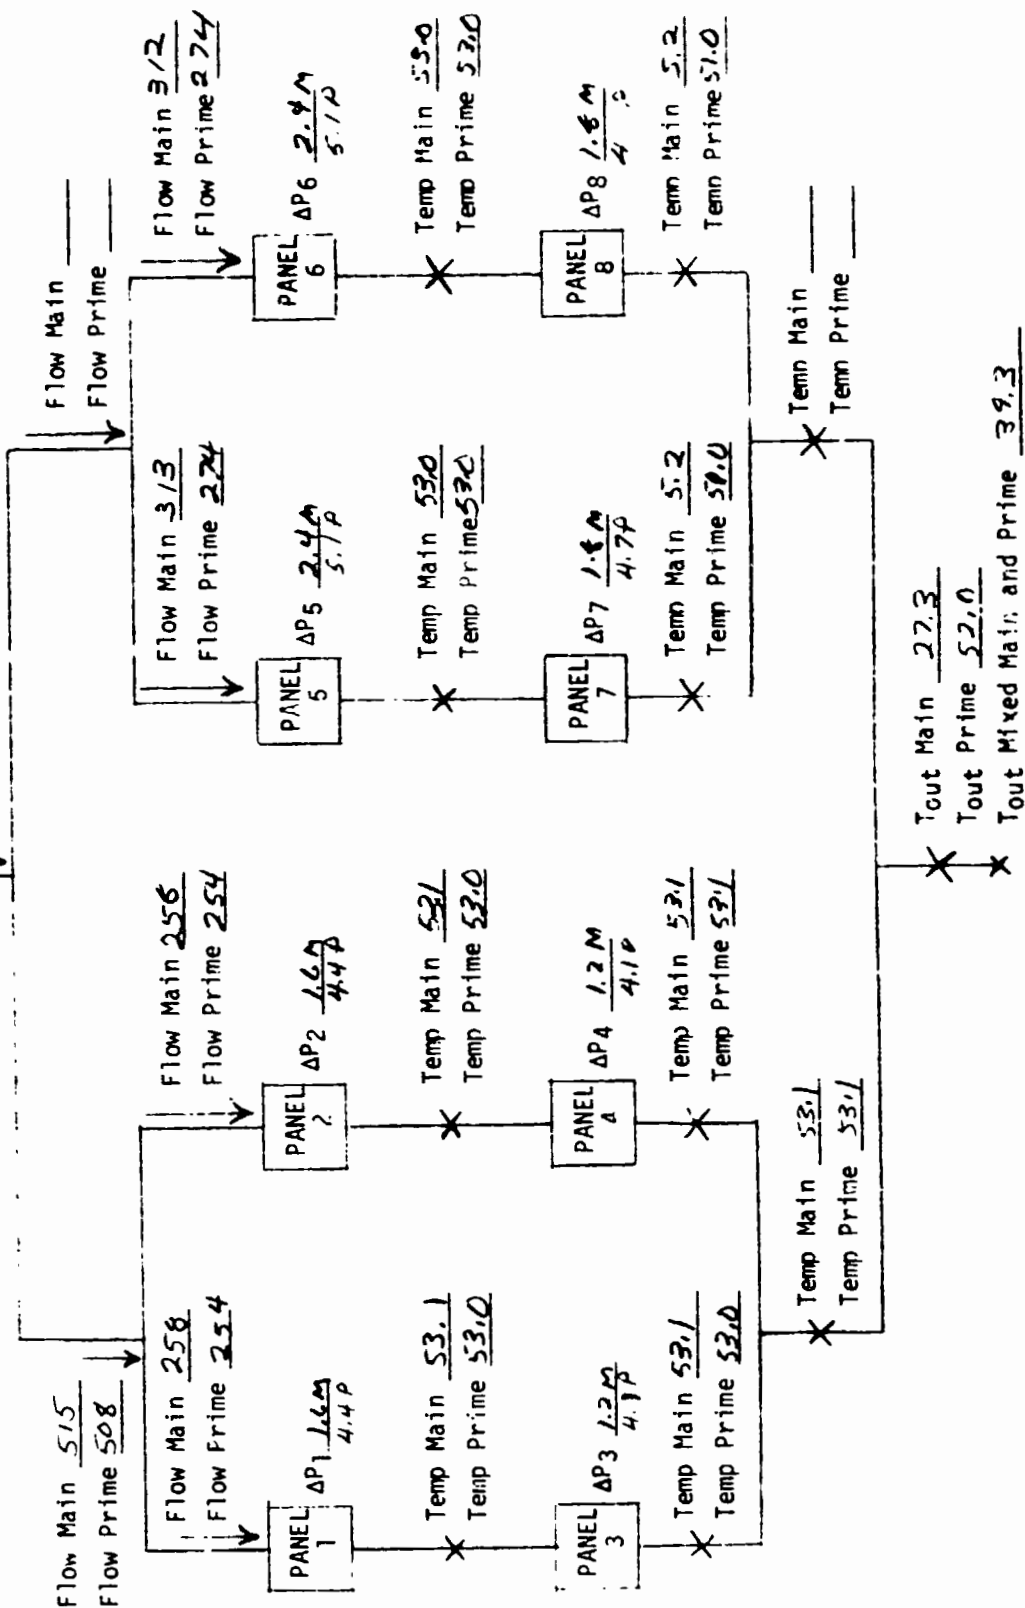 Flow Main 515
Flow Prime 508
Flow Main
Flow Prime
Flow Main 258
Flow Prime 254
Flow Main 258
Flow Prime 254
Flow Main 313
Flow Prime 274
Flow Main 312
Flow Prime 274
PANEL 1
ΔP1 1.6M
4.4P
PANEL 2
ΔP2 1.6M
4.4P
PANEL 5
ΔP5 2.4M
5.1P
PANEL 6
ΔP6 2.4M
5.1P
Temp Main 53.1
Temp Prime 53.0
Temp Main 53.1
Temp Prime 53.0
Temp Main 53.0
Temp Prime 53.0
Temp Main 53.0
Temp Prime 53.0
PANEL 3
ΔP3 1.2M
4.1P
PANEL 4
ΔP4 1.2M
4.1P
PANEL 7
ΔP7 1.8M
4.7P
PANEL 8
ΔP8 1.8M
4
Temp Main 53.1
Temp Prime 53.0
Temp Main 53.1
Temp Prime 53.1
Temp Main 5.2
Temp Prime 51.0
Temp Main 5.2
Temp Prime 51.0
Temp Main 53.1
Temp Prime 53.1
Temp Main
Temp Prime
Tout Main 27.3
Tout Prime 52.0
Tout Mixed Main and Prime 39.3